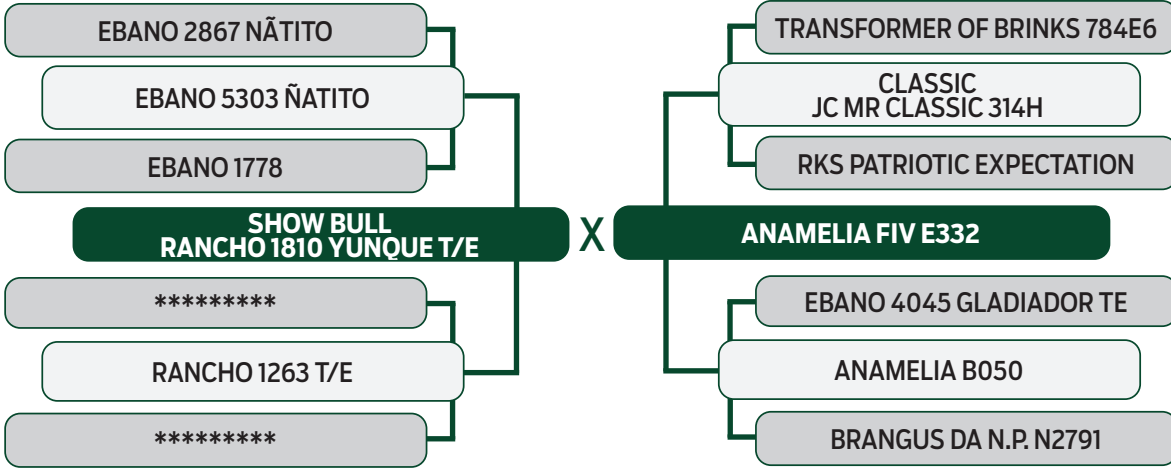 EBANO 2867 NÃTITO
EBANO 5303 ÑATITO
EBANO 1778
SHOW BULL
RANCHO 1810 YUNQUE T/E
*********
RANCHO 1263 T/E
*********
X
TRANSFORMER OF BRINKS 784E6
CLASSIC
JC MR CLASSIC 314H
RKS PATRIOTIC EXPECTATION
ANAMELIA FIV E332
EBANO 4045 GLADIADOR TE
ANAMELIA B050
BRANGUS DA N.P. N2791